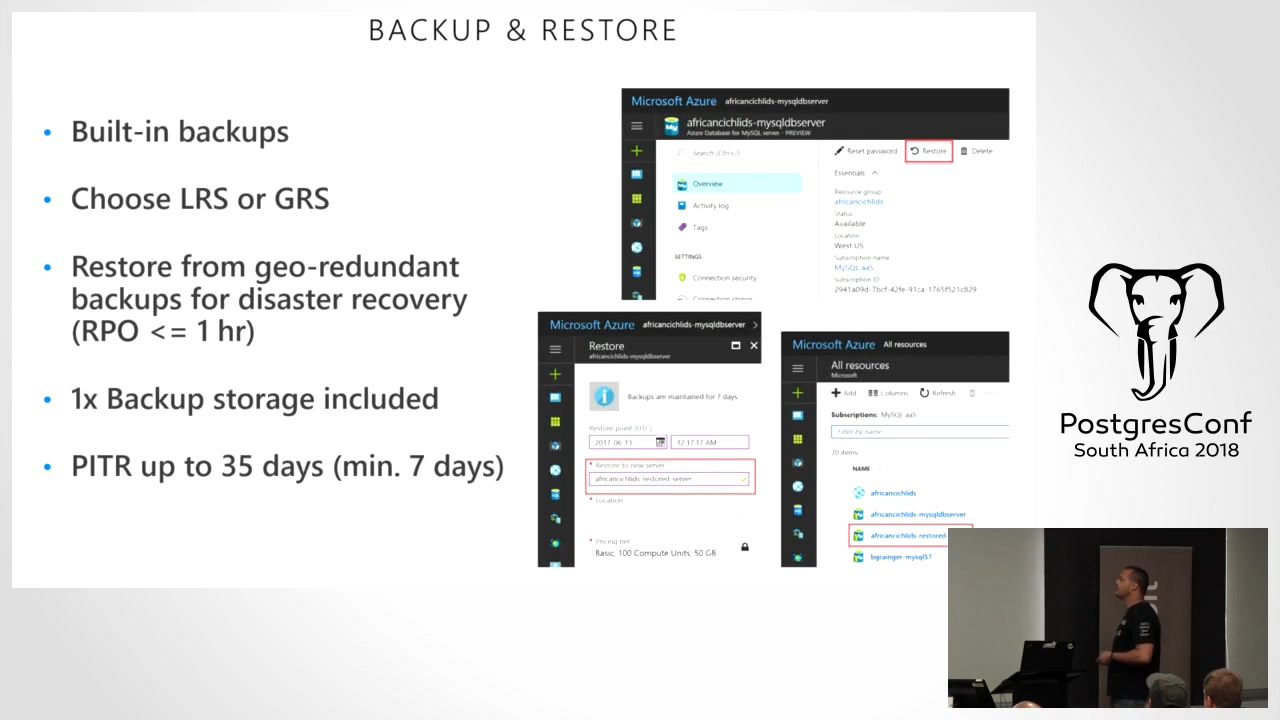 BACKUP & RESTORE
• Built-in backups
• Choose LRS or GRS
• Restore from geo-redundant
backups for disaster recovery
(RPO <= 1 hr)
• 1x Backup storage included
• PITR up to 35 days (min. 7 days)
Microsoft Azure africancichlids-mysqldbserver
africancichlids-mysqldbserver
Azure Database for MySQL server - PREVIEW
Search (Ctrl+/)
Reset password Restore Delete
Overview
Activity log
Tags
SETTINGS
Connection security
Connection strings
Essentials
Resource group
africancichlids
Status
Available
Location
West US
Subscription name
MySQL aaS
Subscription ID
2941a09d-7bcf-42fe-91ca-1765f521c829
Microsoft Azure africancichlids-mysqldbserver >
Restore
africancichlids-mysqldbserver
Backups are maintained for 7 days
Restore point (UTC)
2017-06-11 12:17:17 AM
* Restore to new server
africancichlids-restored-server
* Location
* Pricing tier
Basic, 100 Compute Units, 50 GB
Microsoft Azure All resources
All resources
Microsoft
Add Columns Refresh
Subscriptions: MySQL aaS
Filter by name
70 items
NAME
africancichlids
africancichlids-mysqldbserver
africancichlids-restored-
bgrainger-mysql57
PostgresConf
South Africa 2018